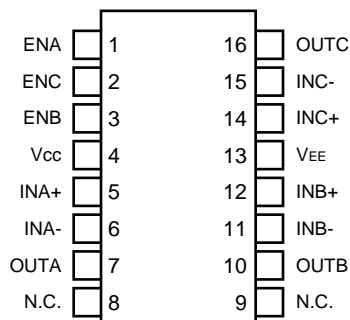 ENA 1 16 OUTC
ENC 2 15 INC-
ENB 3 14 INC+
Vcc 4 13 VEE
INA+ 5 12 INB+
INA- 6 11 INB-
OUTA 7 10 OUTB
N.C. 8 9 N.C.